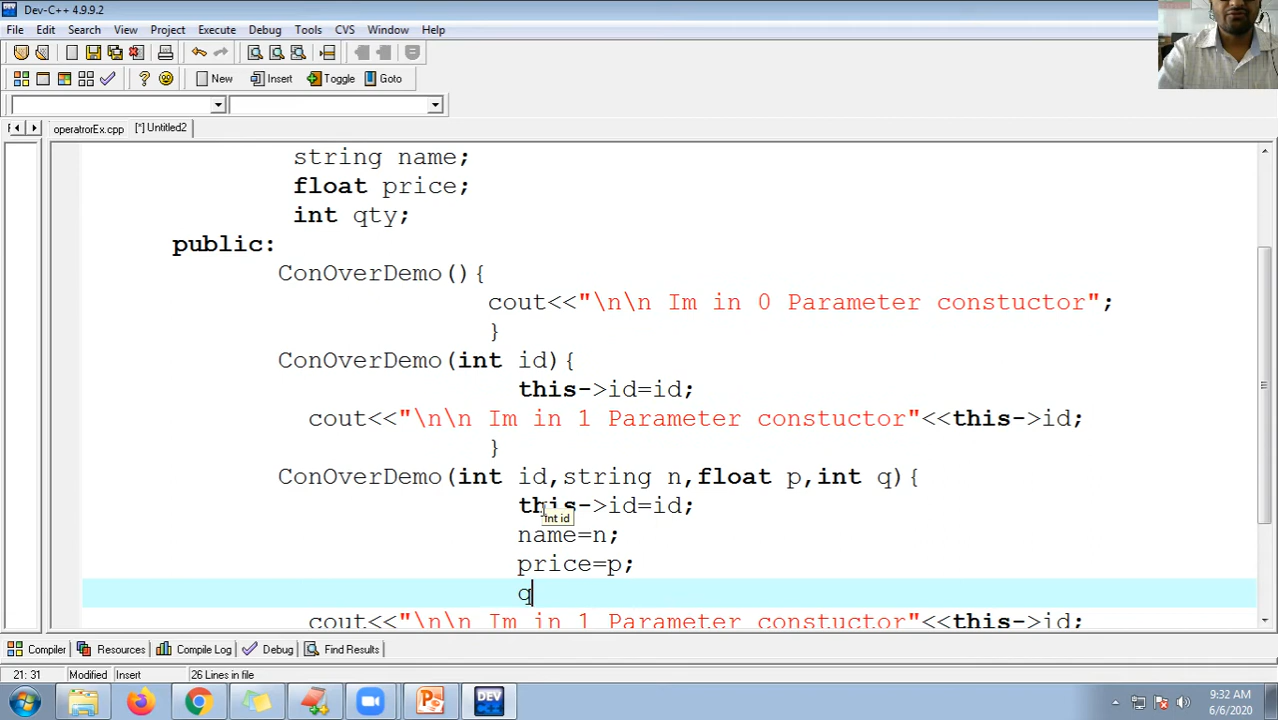 Dev-C++ 4.9.9.2
File Edit Search View Project Execute Debug Tools CVS Window Help
New Insert Toggle Goto
operatrorEx.cpp [*] Untitled2
string name;
float price;
int qty;
public:
ConOverDemo(){
cout<<"\n\n Im in 0 Parameter constuctor";
}
ConOverDemo(int id){
this->id=id;
cout<<"\n\n Im in 1 Parameter constuctor"<<this->id;
}
ConOverDemo(int id,string n,float p,int q){
this->id=id;
int id
name=n;
price=p;
q
cout<<"\n\n Im in 1 Parameter constuctor"<<this->id;
Compiler Resources Compile Log Debug Find Results
21: 31 Modified Insert 26 Lines in file
DEV
9:32 AM
6/6/2020